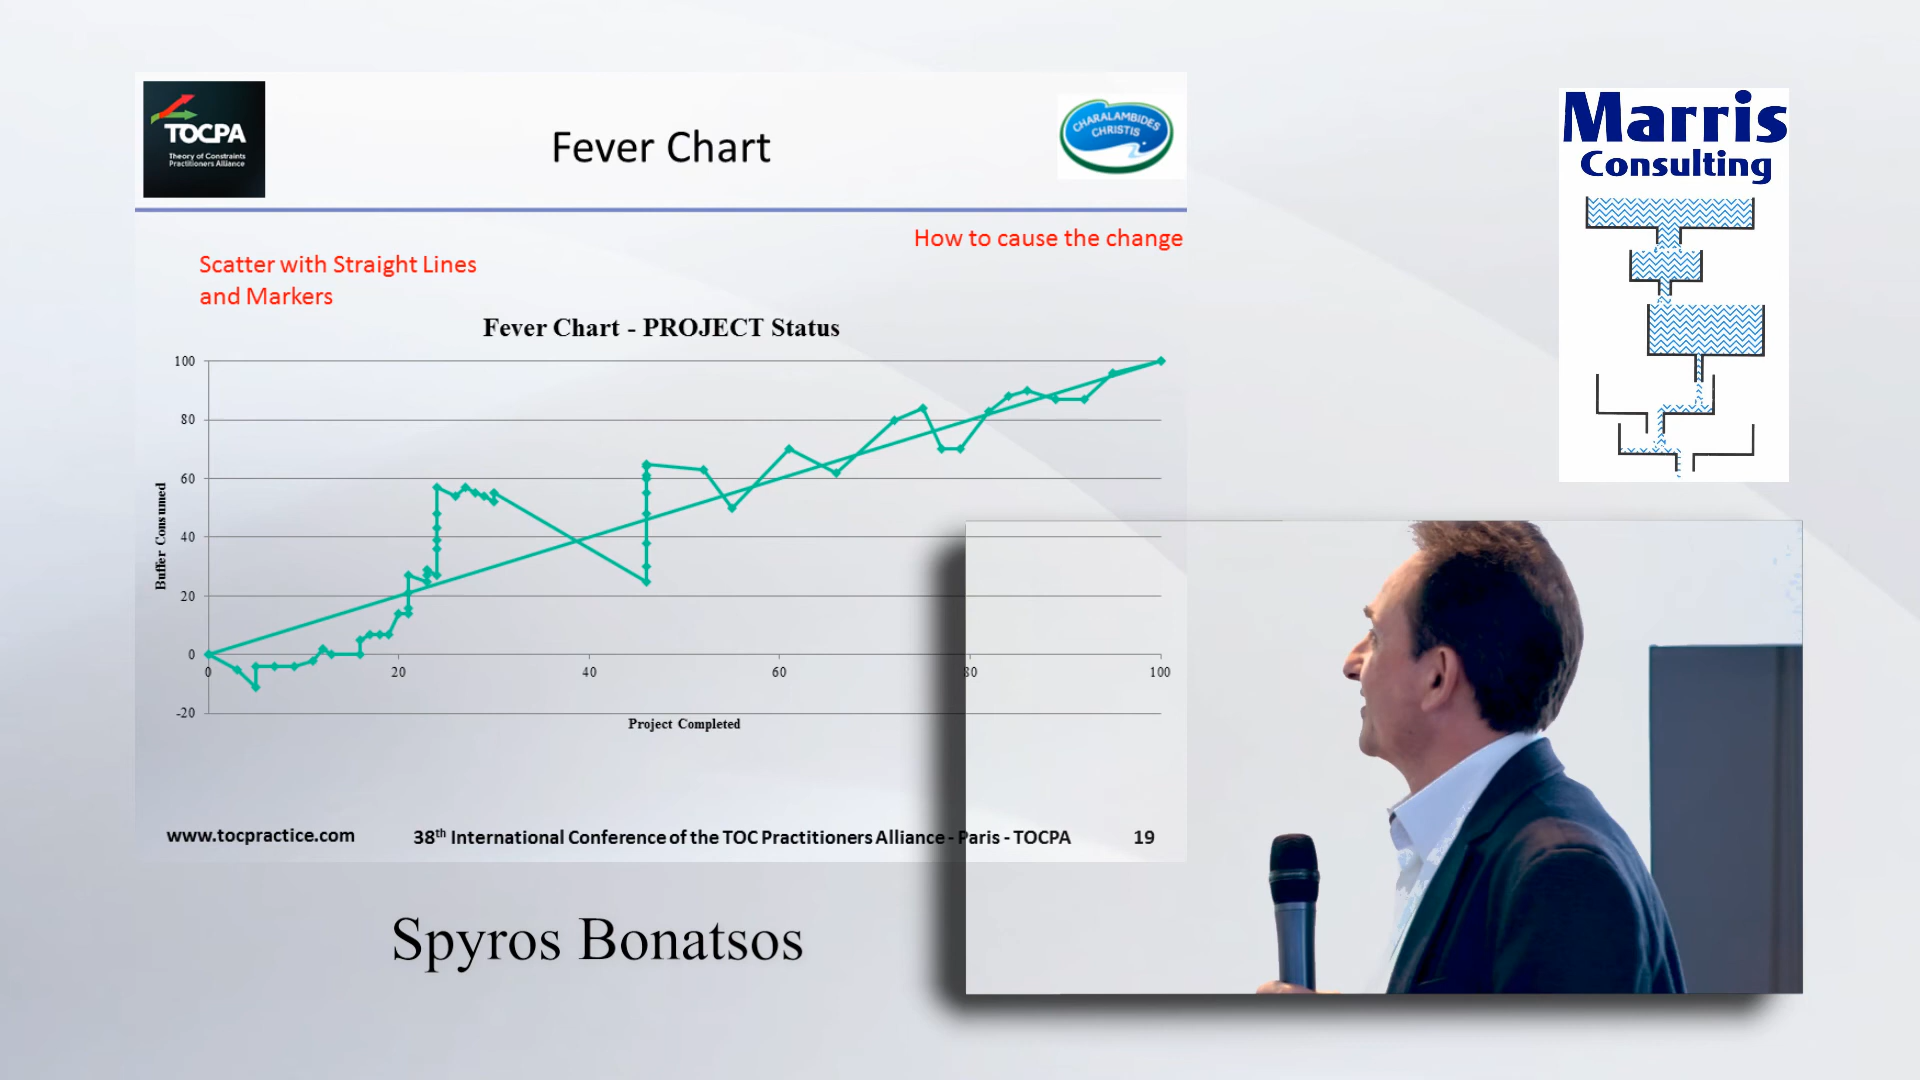 TOCPA
Theory of Constraints
Practitioners Alliance
Fever Chart
CHARALAMBIDES
CHRISTIS
Marris
Consulting
How to cause the change
Scatter with Straight Lines
and Markers
Fever Chart - PROJECT Status
100
80
60
40
20
0
-20
Buffer Consumed
0
20
40
60
80
100
Project Completed
www.tocpractice.com
38th International Conference of the TOC Practitioners Alliance - Paris - TOCPA
19
Spyros Bonatsos